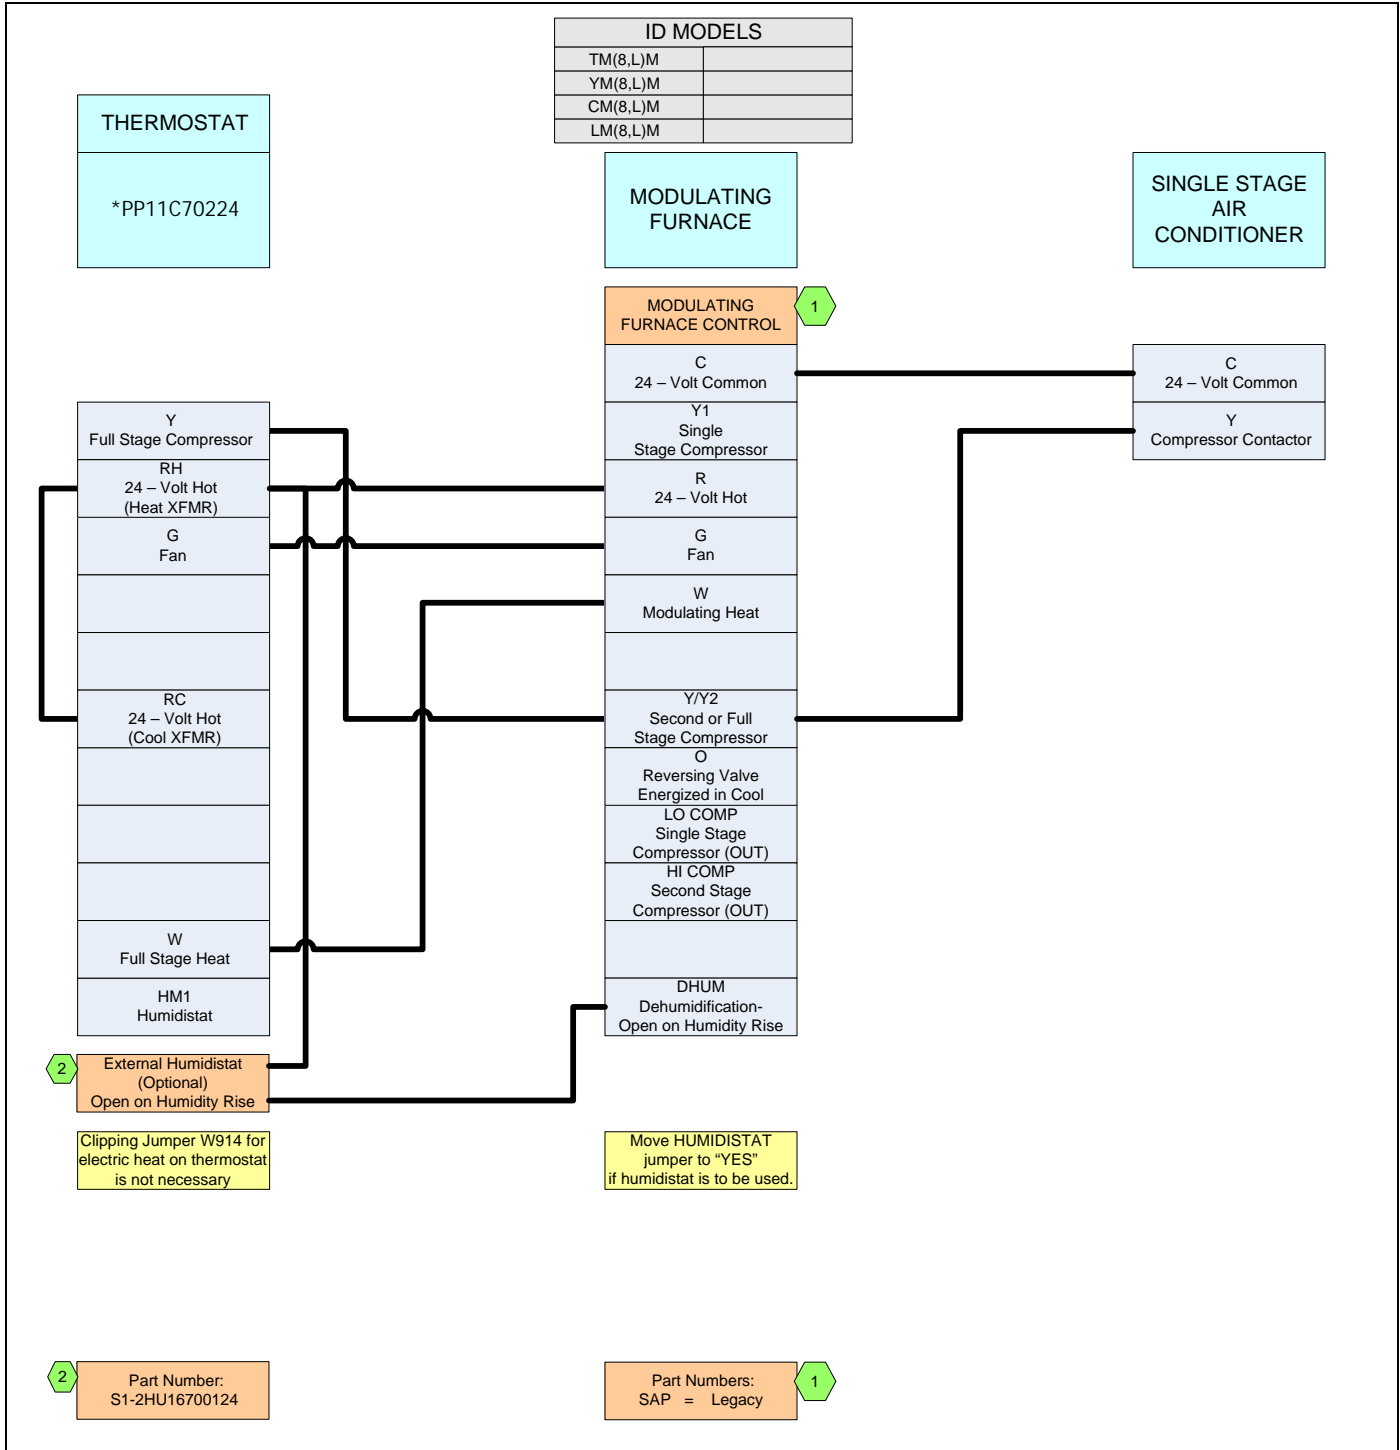 ID MODELS
TM(8,L)M
YM(8,L)M
CM(8,L)M
LM(8,L)M
THERMOSTAT
*PP11C70224
MODULATING
FURNACE
SINGLE STAGE
AIR
CONDITIONER
MODULATING
FURNACE CONTROL
1
C
24 – Volt Common
Y1
Single
Stage Compressor
R
24 – Volt Hot
G
Fan
W
Modulating Heat
Y/Y2
Second or Full
Stage Compressor
O
Reversing Valve
Energized in Cool
LO COMP
Single Stage
Compressor (OUT)
HI COMP
Second Stage
Compressor (OUT)
DHUM
Dehumidification-
Open on Humidity Rise
C
24 – Volt Common
Y
Compressor Contactor
Y
Full Stage Compressor
RH
24 – Volt Hot
(Heat XFMR)
G
Fan
RC
24 – Volt Hot
(Cool XFMR)
W
Full Stage Heat
HM1
Humidistat
2
External Humidistat
(Optional)
Open on Humidity Rise
Clipping Jumper W914 for
electric heat on thermostat
is not necessary
Move HUMIDISTAT
jumper to “YES”
if humidistat is to be used.
2
Part Number:
S1-2HU16700124
Part Numbers:
SAP = Legacy
1